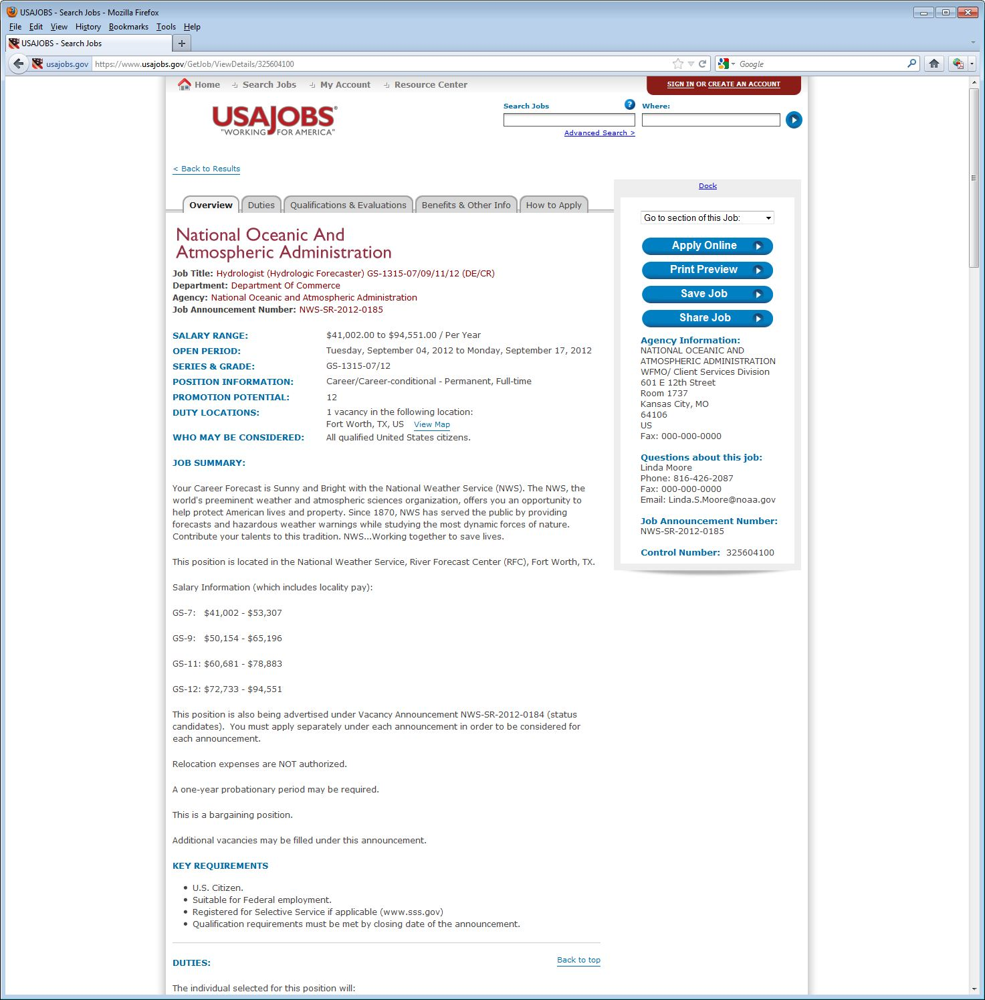 USAJOBS - Search Jobs - Mozilla Firefox
File Edit View History Bookmarks Tools Help
USAJOBS - Search Jobs
usajobs.gov https://www.usajobs.gov/GetJob/ViewDetails/325604100 Google
Home Search Jobs My Account Resource Center SIGN IN OR CREATE AN ACCOUNT
Search Jobs ? Where:
USAJOBS®
"WORKING FOR AMERICA"
Advanced Search >
< Back to Results
Overview Duties Qualifications & Evaluations Benefits & Other Info How to Apply
National Oceanic And
Atmospheric Administration
Job Title: Hydrologist (Hydrologic Forecaster) GS-1315-07/09/11/12 (DE/CR)
Department: Department Of Commerce
Agency: National Oceanic and Atmospheric Administration
Job Announcement Number: NWS-SR-2012-0185
SALARY RANGE: $41,002.00 to $94,551.00 / Per Year
OPEN PERIOD: Tuesday, September 04, 2012 to Monday, September 17, 2012
SERIES & GRADE: GS-1315-07/12
POSITION INFORMATION: Career/Career-conditional - Permanent, Full-time
PROMOTION POTENTIAL: 12
DUTY LOCATIONS: 1 vacancy in the following location:
Fort Worth, TX, US View Map
WHO MAY BE CONSIDERED: All qualified United States citizens.
JOB SUMMARY:
Your Career Forecast is Sunny and Bright with the National Weather Service (NWS). The NWS, the
world's preeminent weather and atmospheric sciences organization, offers you an opportunity to
help protect American lives and property. Since 1870, NWS has served the public by providing
forecasts and hazardous weather warnings while studying the most dynamic forces of nature.
Contribute your talents to this tradition. NWS...Working together to save lives.
This position is located in the National Weather Service, River Forecast Center (RFC), Fort Worth, TX.
Salary Information (which includes locality pay):
GS-7: $41,002 - $53,307
GS-9: $50,154 - $65,196
GS-11: $60,681 - $78,883
GS-12: $72,733 - $94,551
This position is also being advertised under Vacancy Announcement NWS-SR-2012-0184 (status
candidates). You must apply separately under each announcement in order to be considered for
each announcement.
Relocation expenses are NOT authorized.
A one-year probationary period may be required.
This is a bargaining position.
Additional vacancies may be filled under this announcement.
KEY REQUIREMENTS
• U.S. Citizen.
• Suitable for Federal employment.
• Registered for Selective Service if applicable (www.sss.gov)
• Qualification requirements must be met by closing date of the announcement.
DUTIES: Back to top
The individual selected for this position will:
Dock
Go to section of this Job:
Apply Online
Print Preview
Save Job
Share Job
Agency Information:
NATIONAL OCEANIC AND
ATMOSPHERIC ADMINISTRATION
WFMO/ Client Services Division
601 E 12th Street
Room 1737
Kansas City, MO
64106
US
Fax: 000-000-0000
Questions about this job:
Linda Moore
Phone: 816-426-2087
Fax: 000-000-0000
Email: Linda.S.Moore@noaa.gov
Job Announcement Number:
NWS-SR-2012-0185
Control Number: 325604100